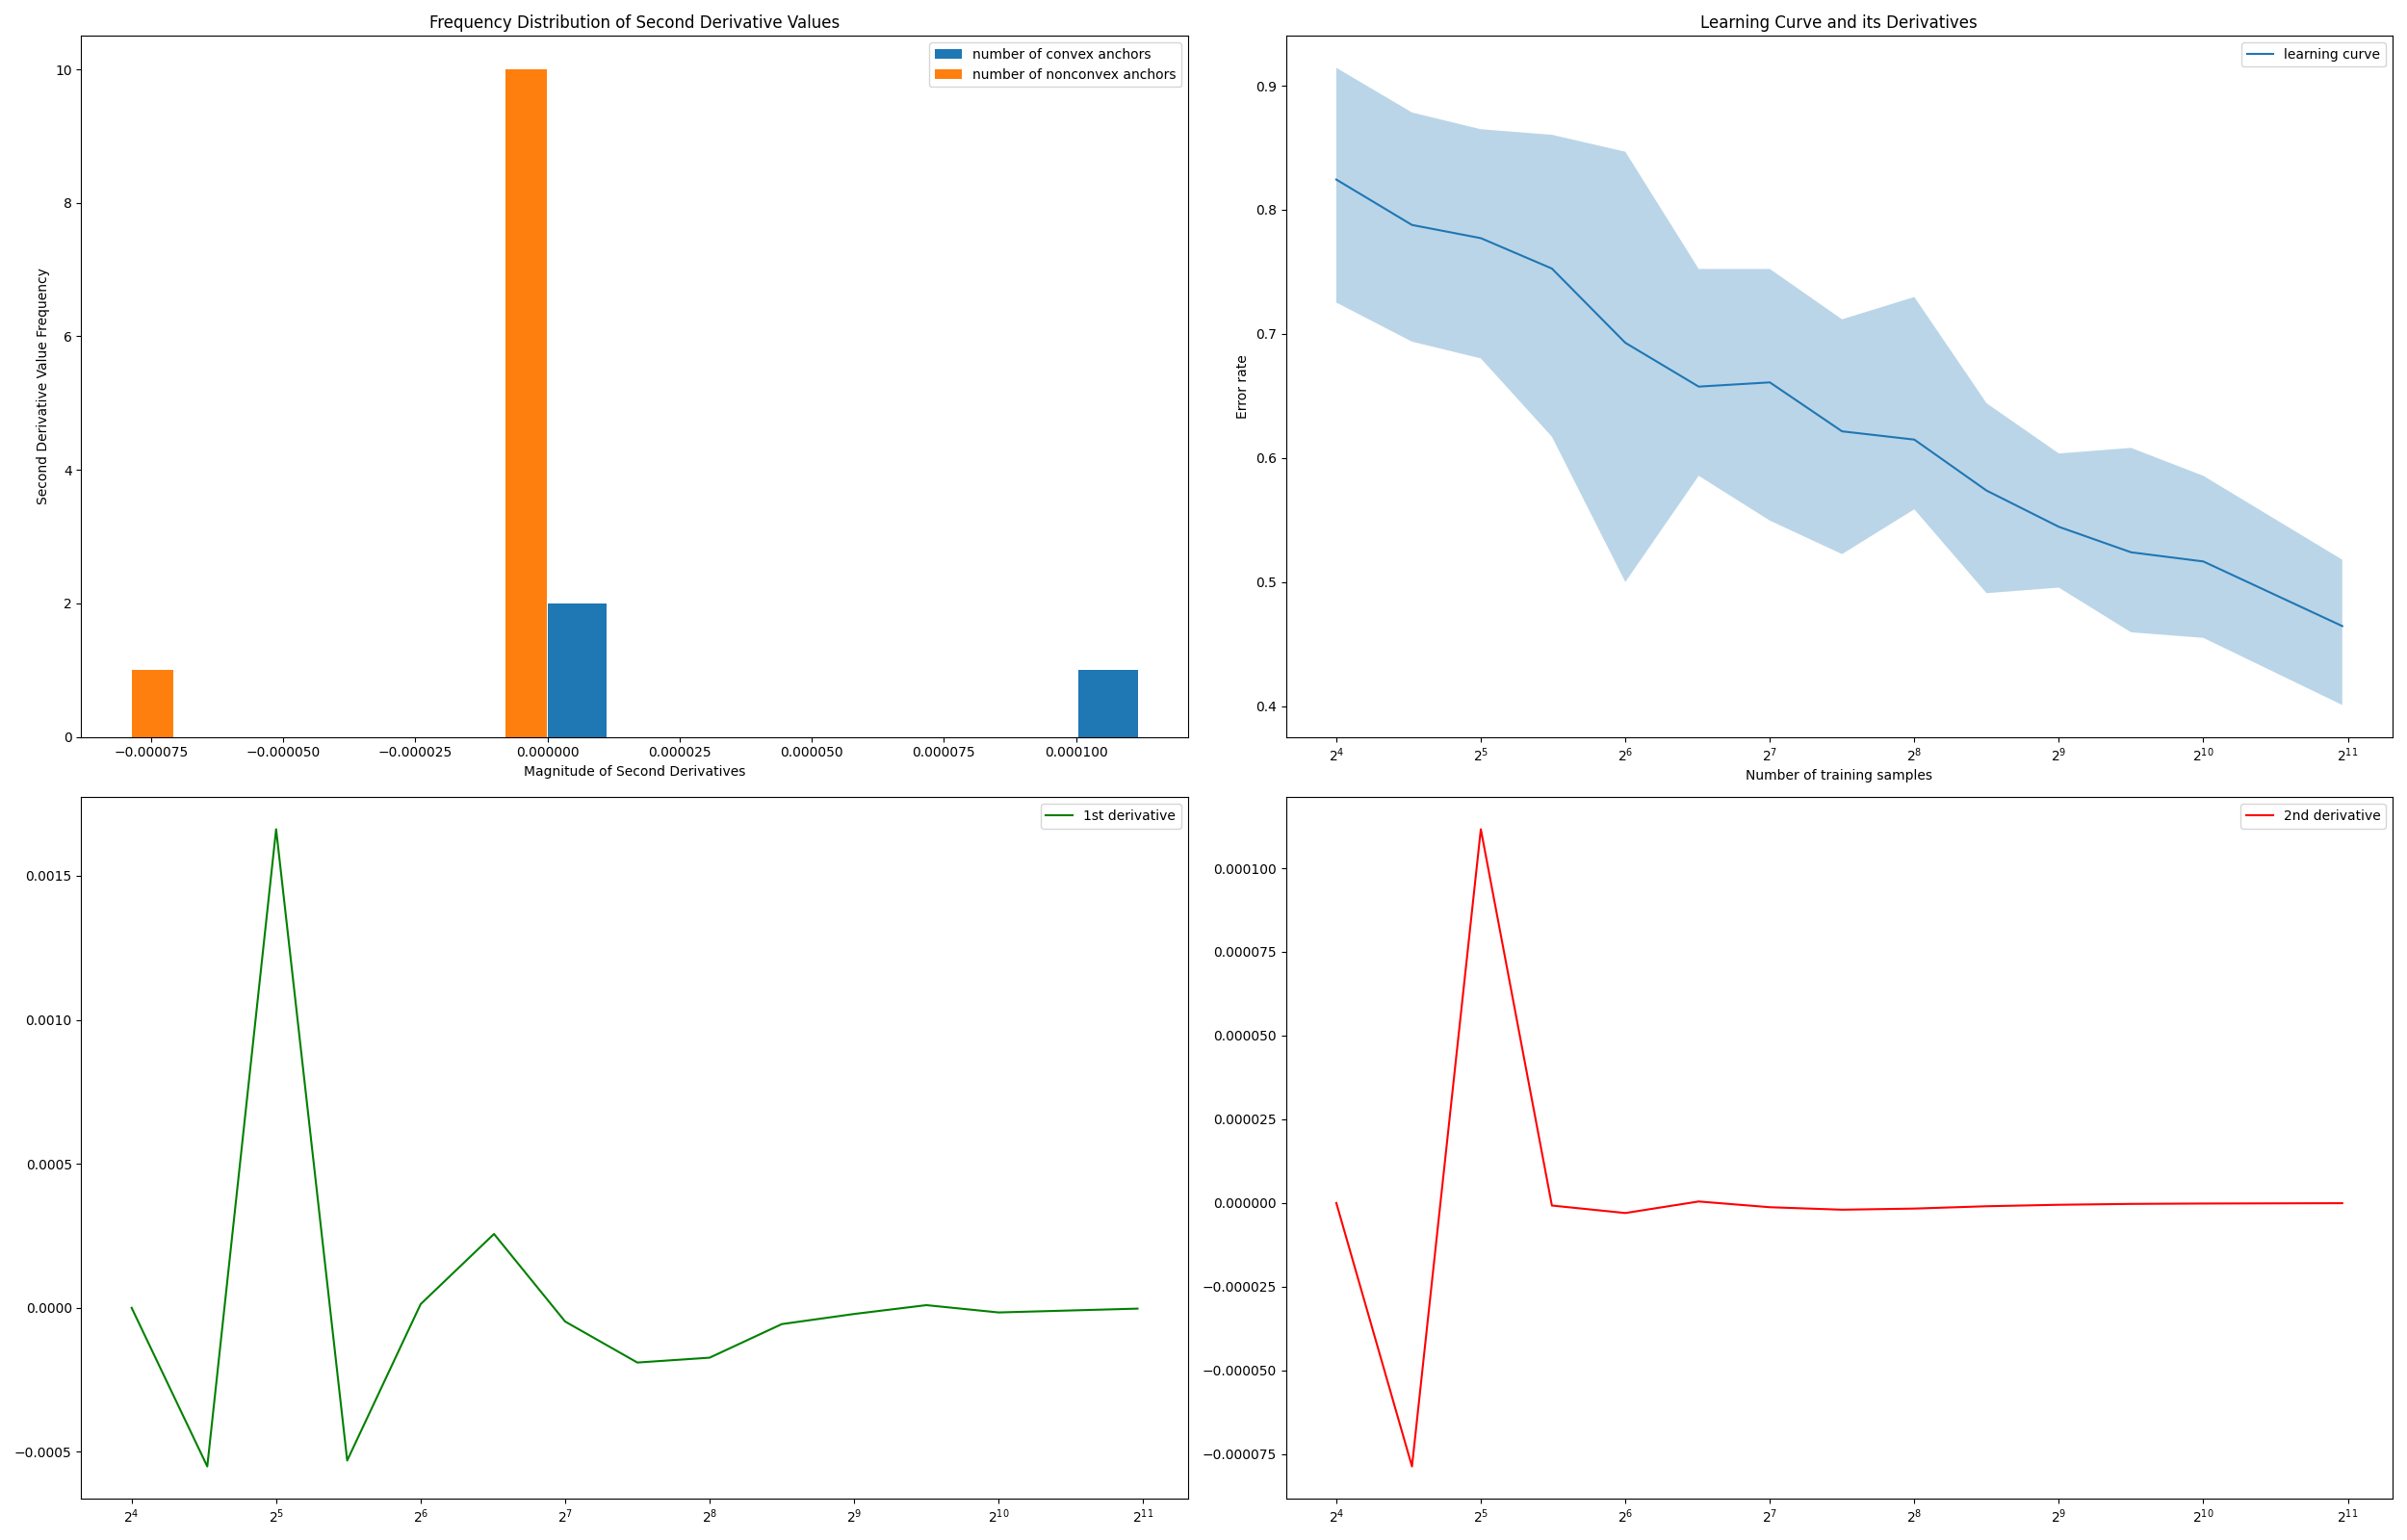 Frequency Distribution of Second Derivative Values
number of convex anchors
number of nonconvex anchors
10
8
6
4
2
0
Second Derivative Value Frequency
−0.000075 −0.000050 −0.000025 0.000000 0.000025 0.000050 0.000075 0.000100
Magnitude of Second Derivatives
Learning Curve and its Derivatives
learning curve
0.9
0.8
0.7
0.6
0.5
0.4
Error rate
2⁴ 2⁵ 2⁶ 2⁷ 2⁸ 2⁹ 2¹⁰ 2¹¹
Number of training samples
1st derivative
0.0015
0.0010
0.0005
0.0000
−0.0005
2⁴ 2⁵ 2⁶ 2⁷ 2⁸ 2⁹ 2¹⁰ 2¹¹
2nd derivative
0.000100
0.000075
0.000050
0.000025
0.000000
−0.000025
−0.000050
−0.000075
2⁴ 2⁵ 2⁶ 2⁷ 2⁸ 2⁹ 2¹⁰ 2¹¹